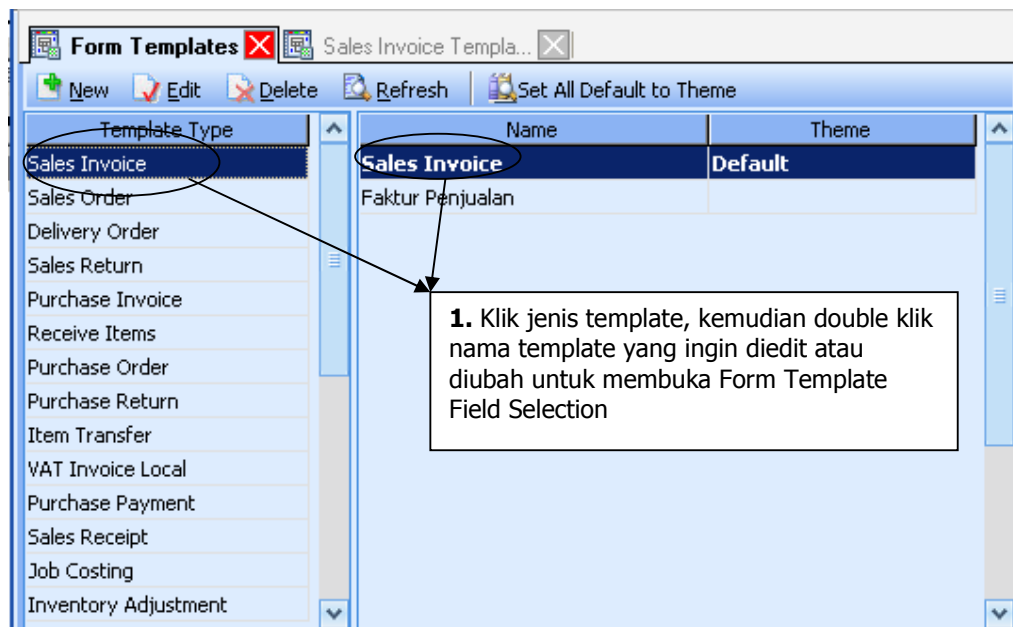 Form Templates Sales Invoice Templa...
New Edit Delete Refresh Set All Default to Theme
Template Type Name Theme
Sales Invoice Sales Invoice Default
Sales Order Faktur Penjualan
Delivery Order
Sales Return
Purchase Invoice
Receive Items
Purchase Order
Purchase Return
Item Transfer
VAT Invoice Local
Purchase Payment
Sales Receipt
Job Costing
Inventory Adjustment
1. Klik jenis template, kemudian double klik
nama template yang ingin diedit atau
diubah untuk membuka Form Template
Field Selection